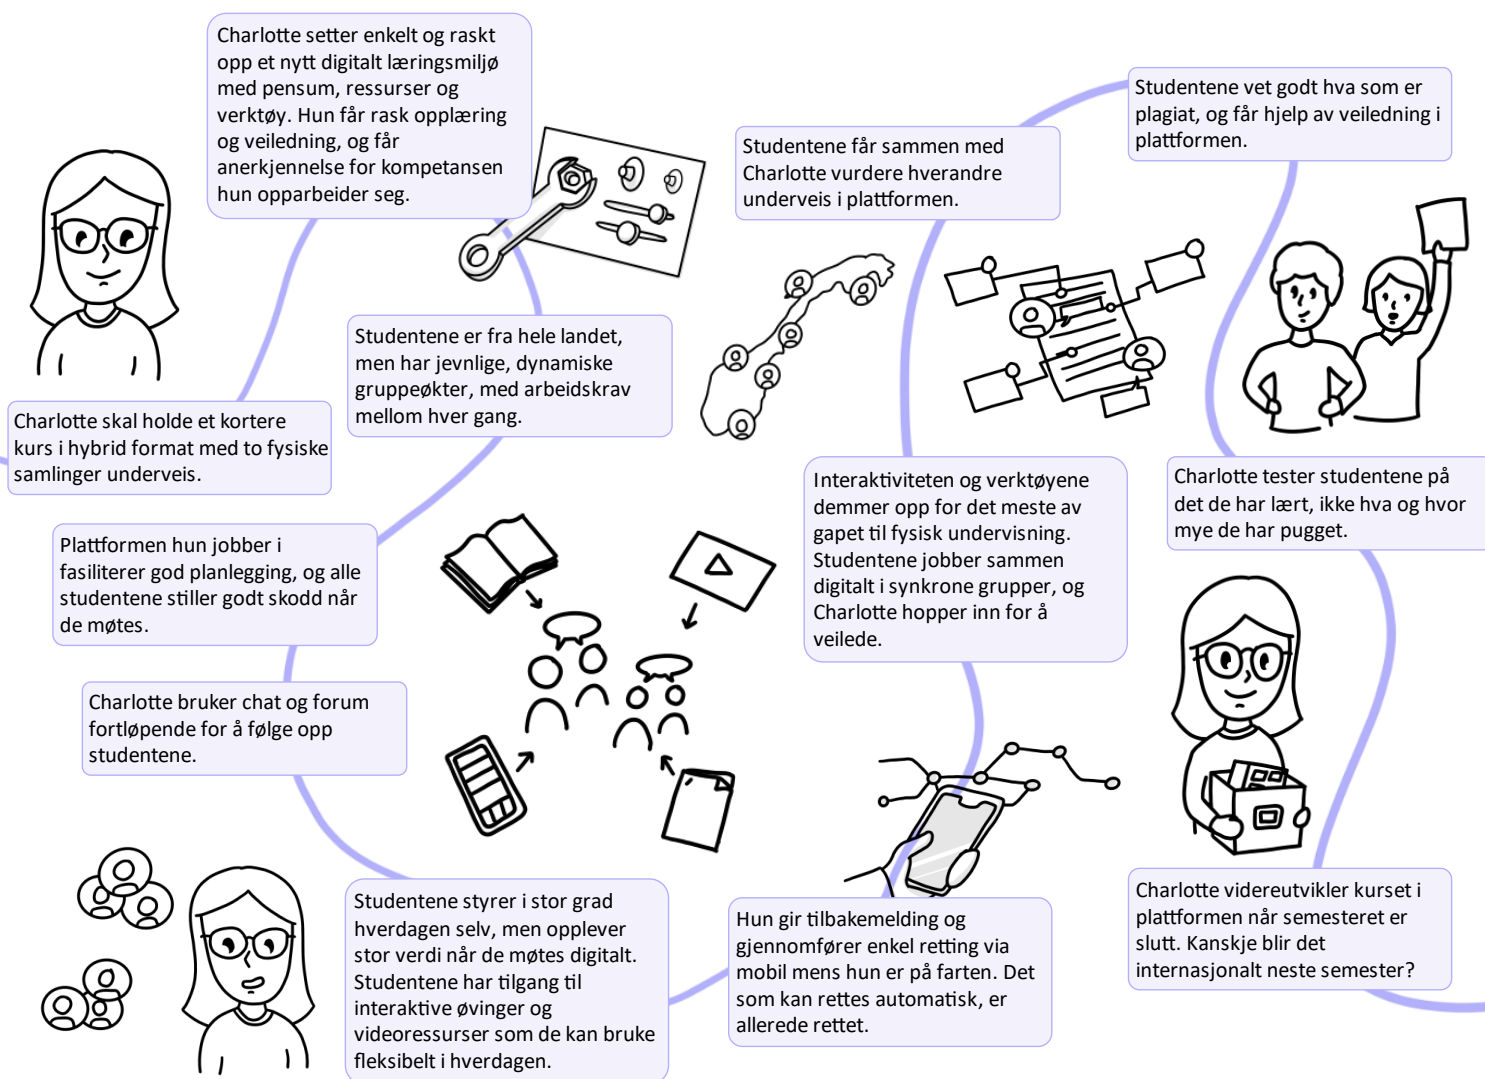 Charlotte skal holde et kortere
kurs i hybrid format med to fysiske
samlinger underveis.
Charlotte setter enkelt og raskt
opp et nytt digitalt læringsmiljø
med pensum, ressurser og
verktøy. Hun får rask opplæring
og veiledning, og får
anerkjennelse for kompetansen
hun opparbeider seg.
Studentene er fra hele landet,
men har jevnlige, dynamiske
gruppeøkter, med arbeidskrav
mellom hver gang.
Plattformen hun jobber i
fasiliterer god planlegging, og alle
studentene stiller godt skodd når
de møtes.
Charlotte bruker chat og forum
fortløpende for å følge opp
studentene.
Studentene styrer i stor grad
hverdagen selv, men opplever
stor verdi når de møtes digitalt.
Studentene har tilgang til
interaktive øvinger og
videoressurser som de kan bruke
fleksibelt i hverdagen.
Hun gir tilbakemelding og
gjennomfører enkel retting via
mobil mens hun er på farten. Det
som kan rettes automatisk, er
allerede rettet.
Interaktiviteten og verktøyene
demmer opp for det meste av
gapet til fysisk undervisning.
Studentene jobber sammen
digitalt i synkrone grupper, og
Charlotte hopper inn for å
veilede.
Studentene får sammen med
Charlotte vurdere hverandre
underveis i plattformen.
Studentene vet godt hva som er
plagiat, og får hjelp av veiledning i
plattformen.
Charlotte tester studentene på
det de har lært, ikke hva og hvor
mye de har pugget.
Charlotte videreutvikler kurset i
plattformen når semesteret er
slutt. Kanskje blir det
internasjonalt neste semester?